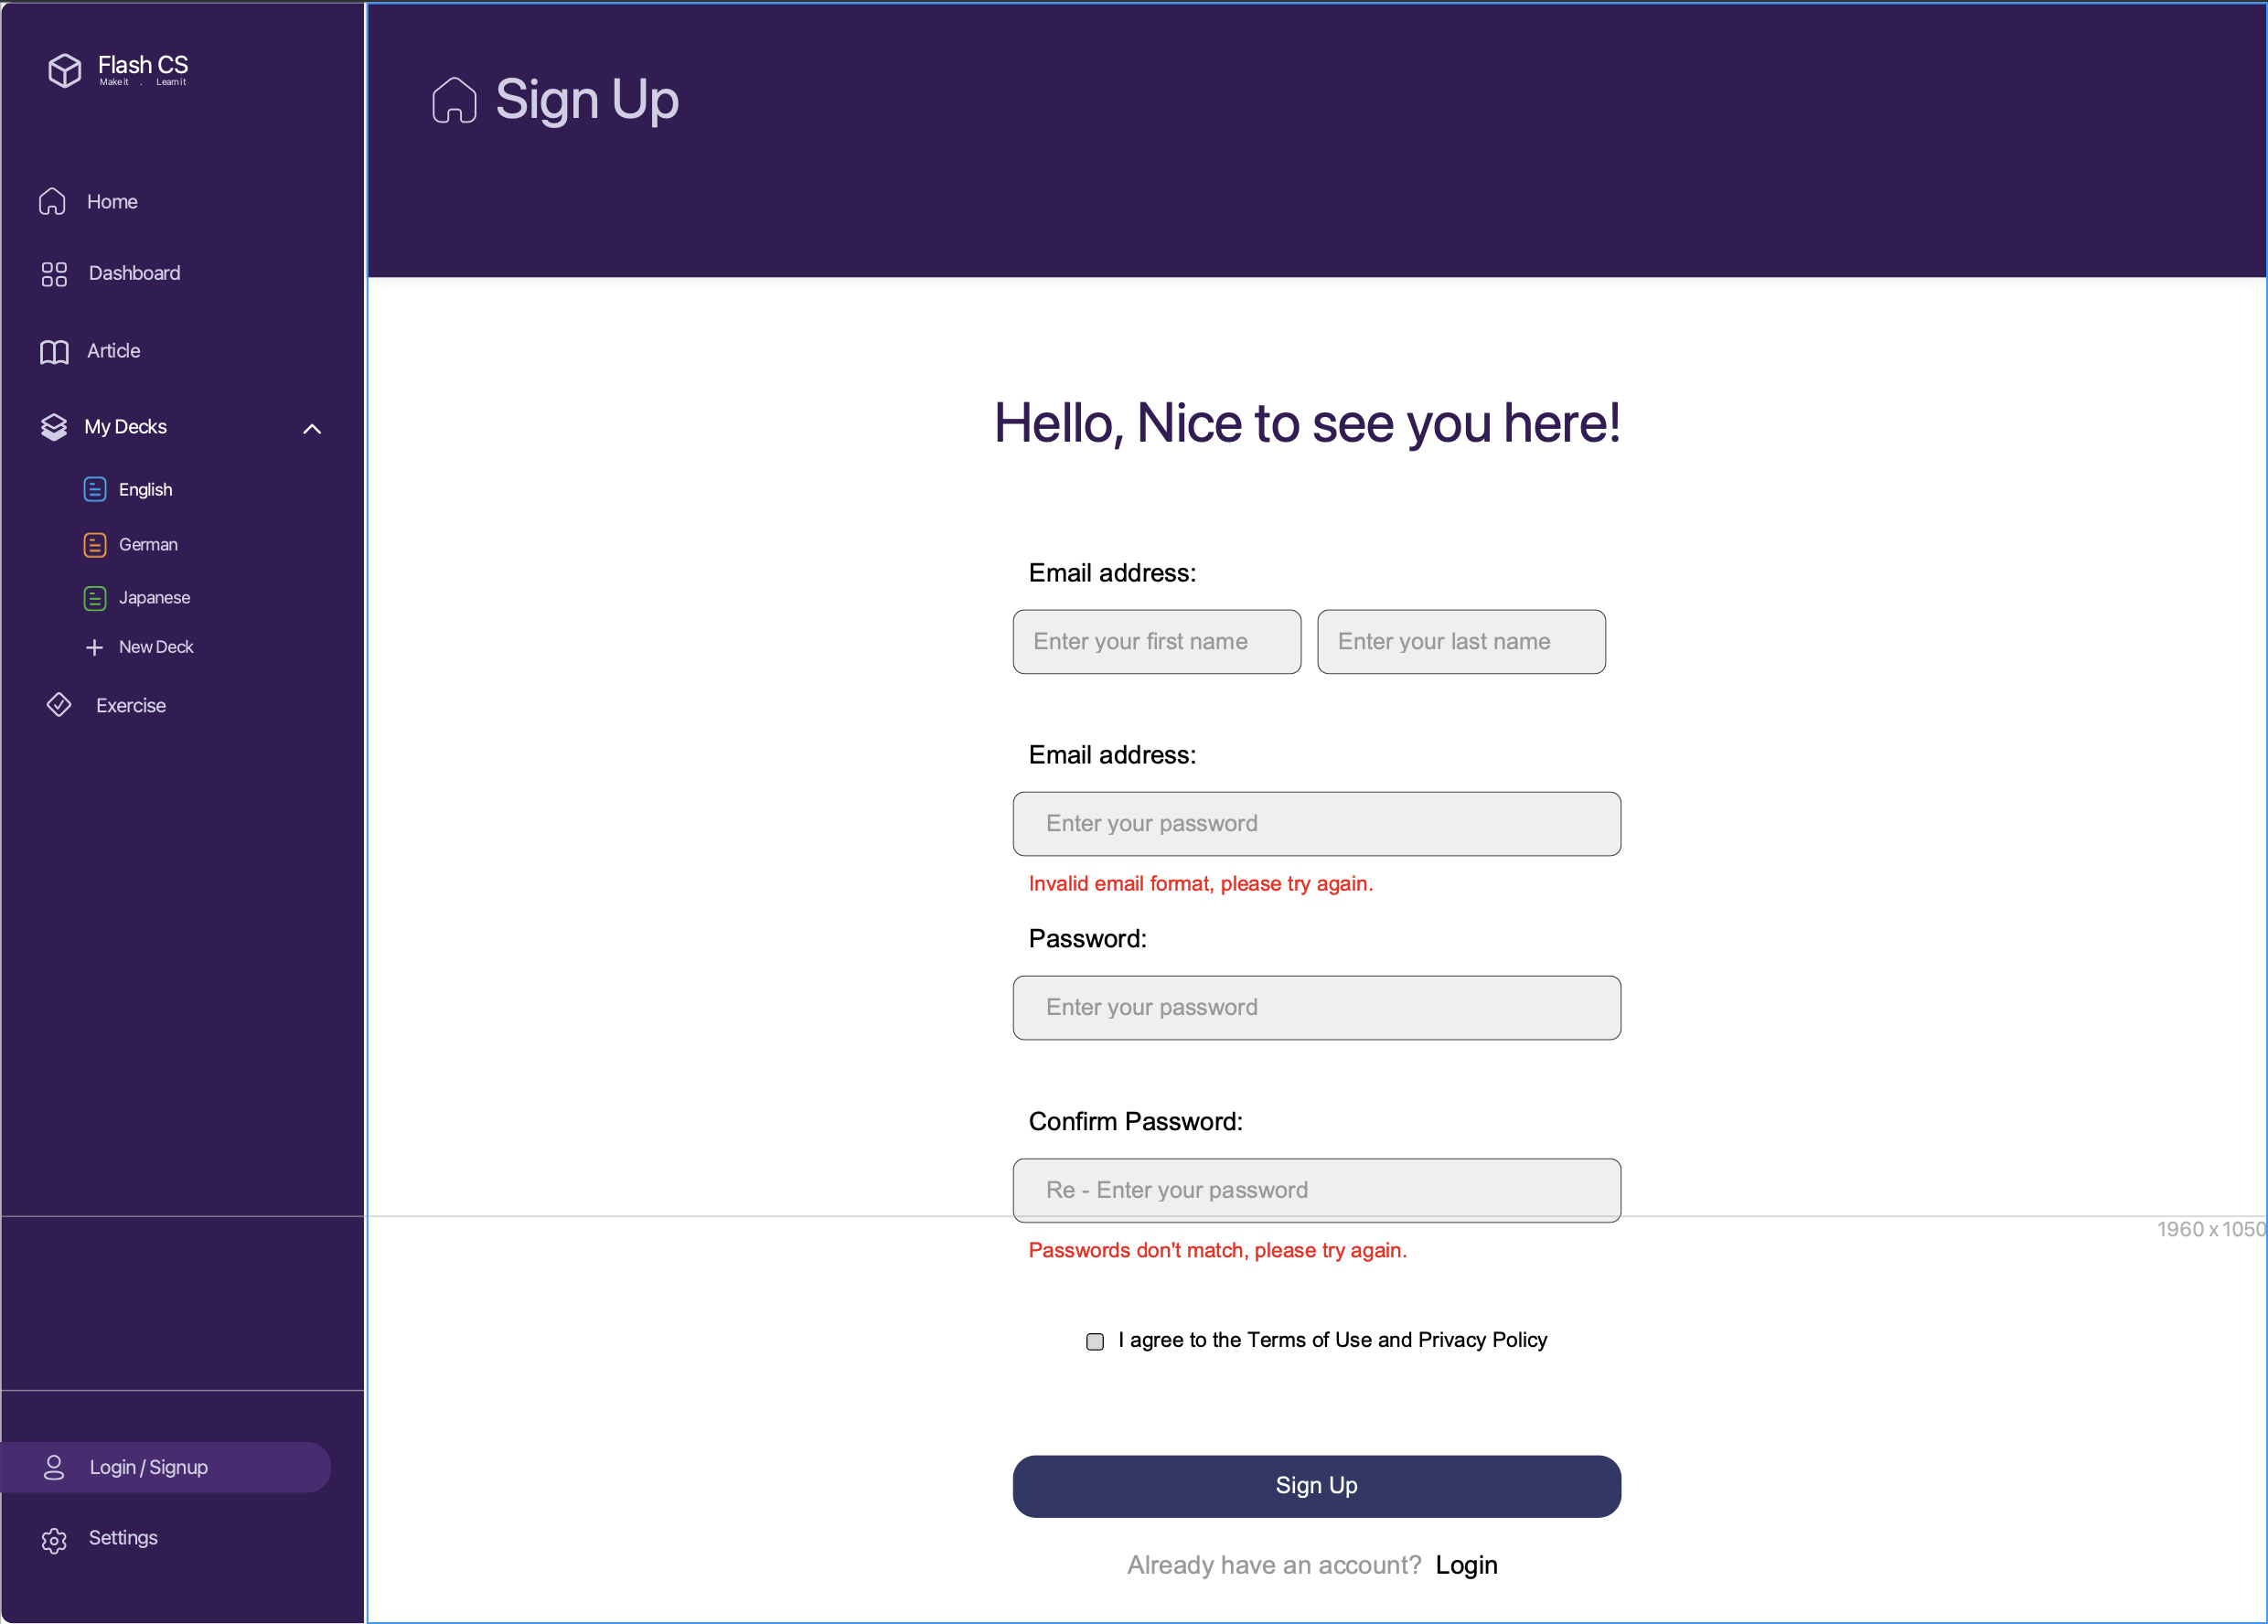 Flash CS
Make it . Learn it
Home
Dashboard
Article
My Decks
English
German
Japanese
New Deck
Exercise
Login / Signup
Settings
Sign Up
Hello, Nice to see you here!
Email address:
Enter your first name Enter your last name
Email address:
Enter your password
Invalid email format, please try again.
Password:
Enter your password
Confirm Password:
Re - Enter your password
1960 x 1050
Passwords don't match, please try again.
I agree to the Terms of Use and Privacy Policy
Sign Up
Already have an account? Login